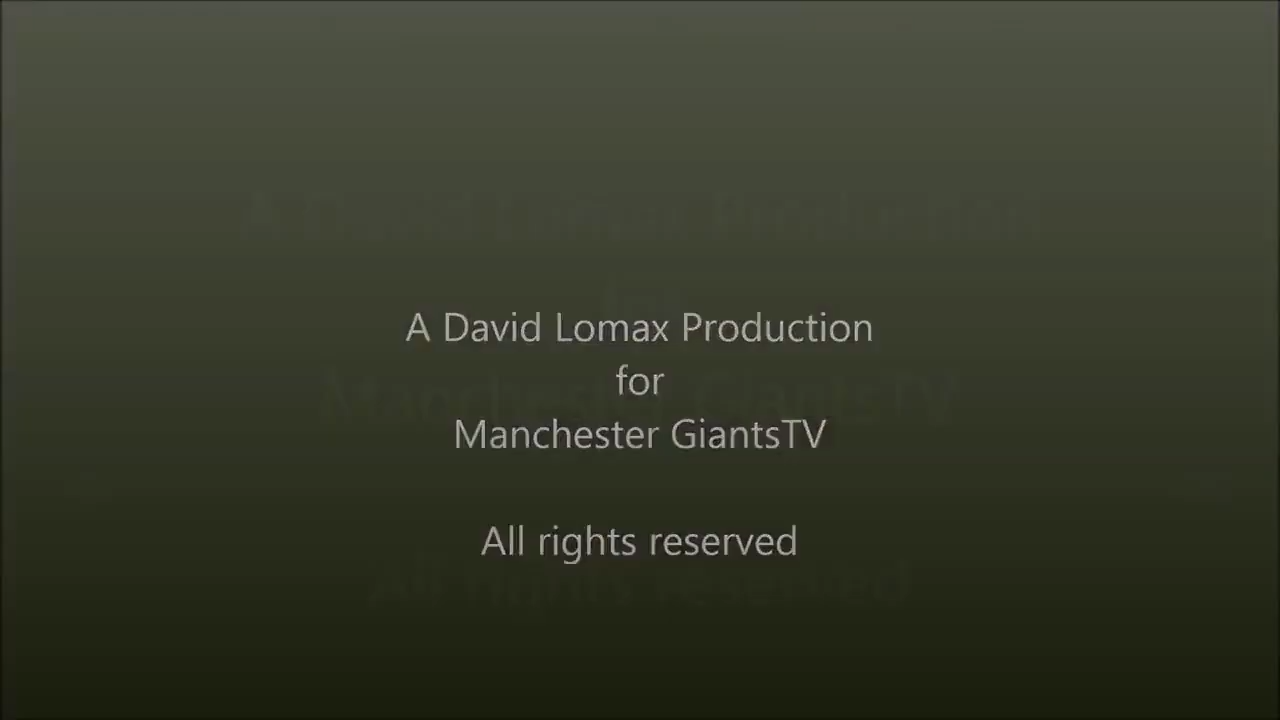 A David Lomax Production
for
Manchester GiantsTV
All rights reserved